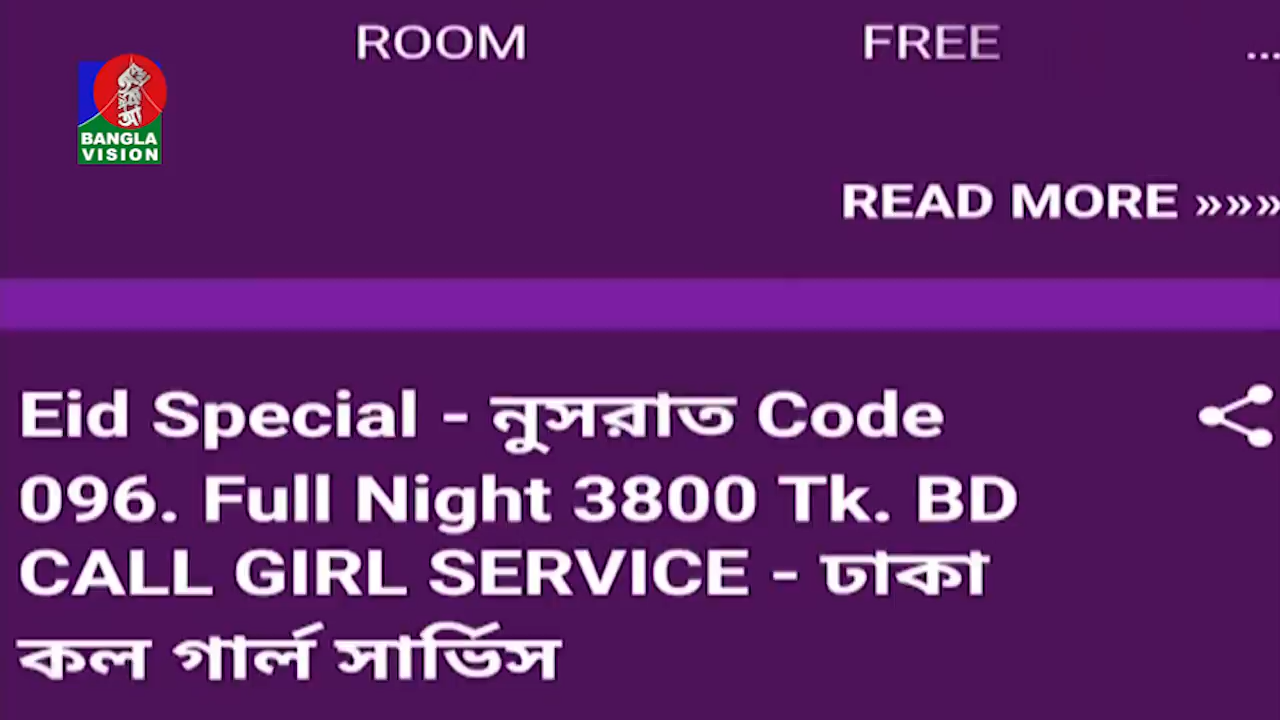 ROOM FREE ...
BANGLA
VISION
READ MORE »»»
Eid Special - নুসরাত Code
096. Full Night 3800 Tk. BD
CALL GIRL SERVICE - ঢাকা
কল গার্ল সার্ভিস